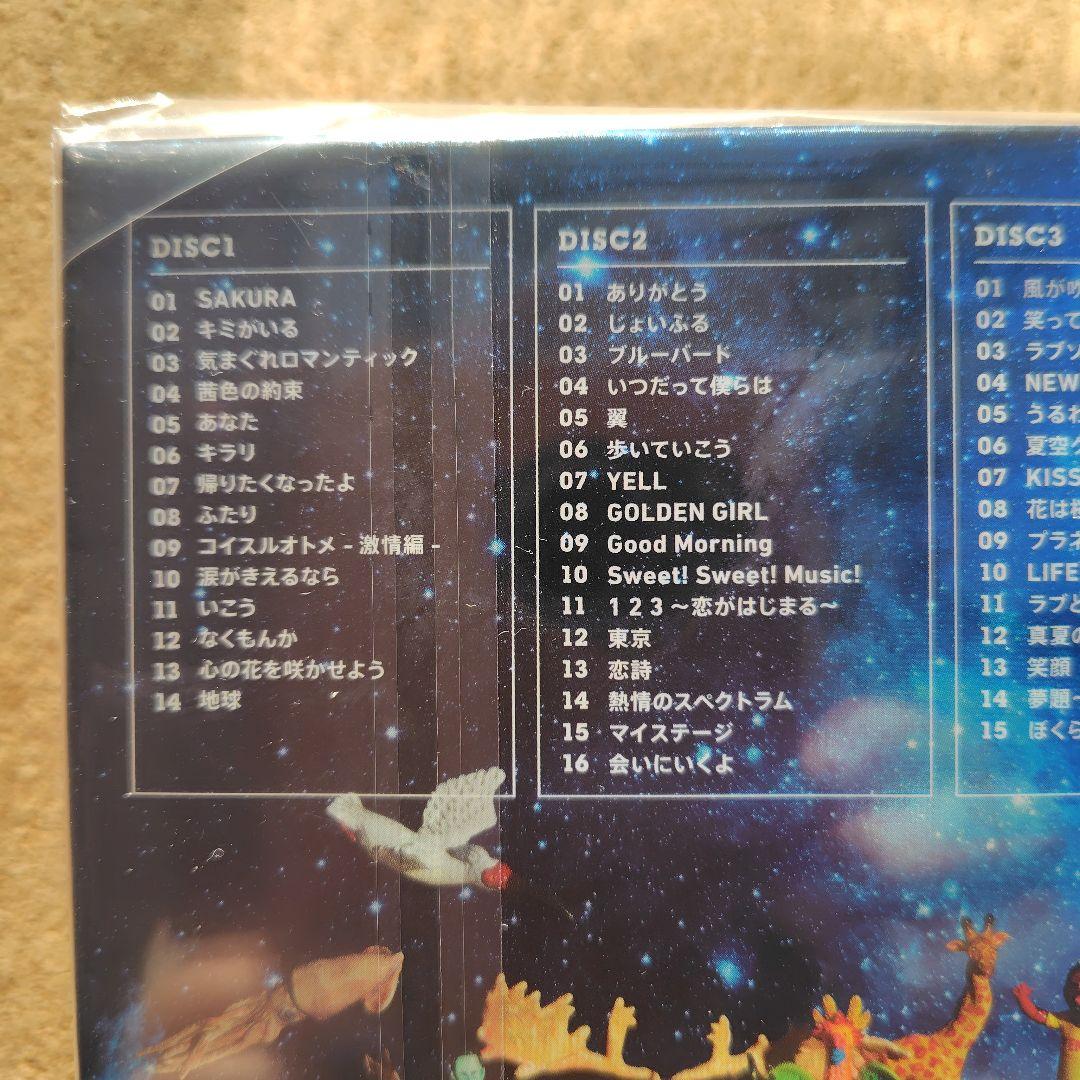 DISC1
01 SAKURA
02 キミがいる
03 気まぐれロマンティック
04 茜色の約束
05 あなた
06 キラリ
07 帰りたくなったよ
08 ふたり
09 コイスルオトメ - 激情編 -
10 涙がきえるなら
11 いこう
12 なくもんか
13 心の花を咲かせよう
14 地球
DISC2
01 ありがとう
02 じょいふる
03 ブルーバード
04 いつだって僕らは
05 翼
06 歩いていこう
07 YELL
08 GOLDEN GIRL
09 Good Morning
10 Sweet! Sweet! Music!
11 1 2 3 〜恋がはじまる〜
12 東京
13 恋詩
14 熱情のスペクトラム
15 マイステージ
16 会いにいくよ
DISC3
01 風が吹
02 笑って
03 ラブソ
04 NEW
05 うるわ
06 夏空グ
07 KISS
08 花は桜
09 プラネ
10 LIFE
11 ラブと
12 真夏の
13 笑顔
14 夢題〜
15 ぼくら